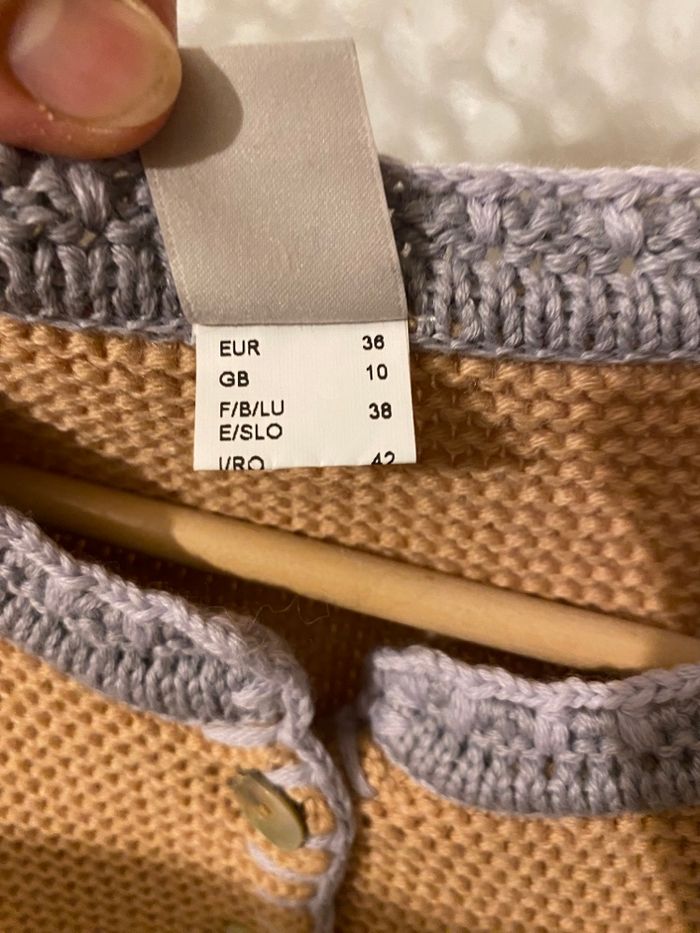 EUR 36
GB 10
F/B/LU 38
E/SLO
I/RO 42